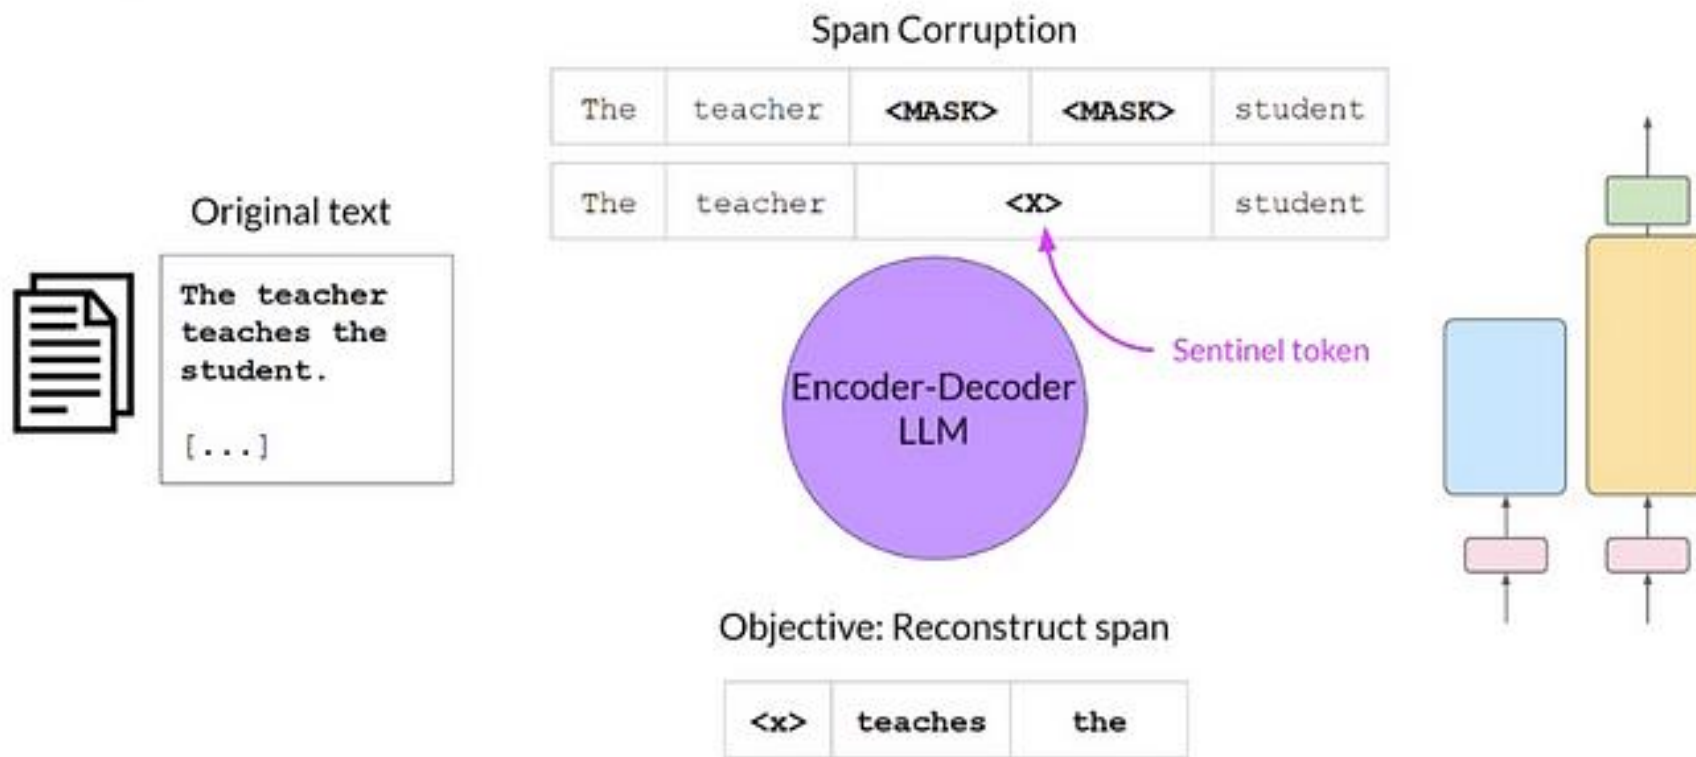 Span Corruption
The teacher <MASK> <MASK> student
The teacher <X> student
Original text
The teacher
teaches the
student.
[...]
Sentinel token
Encoder-Decoder
LLM
Objective: Reconstruct span
<x> teaches the